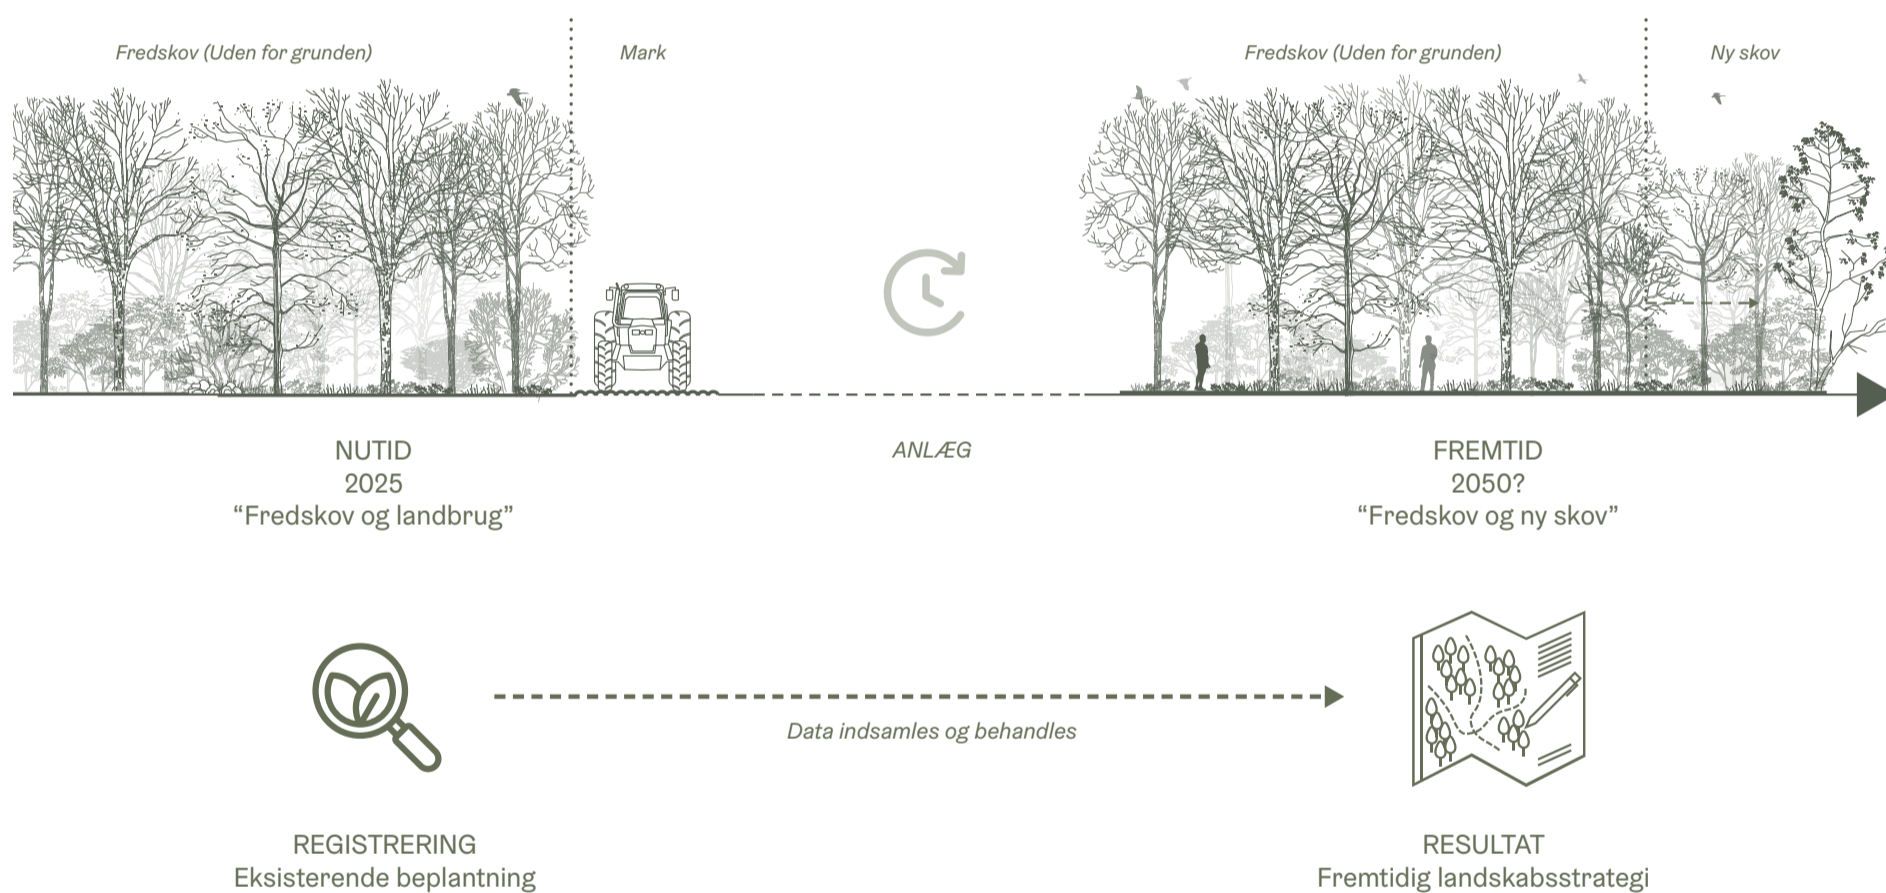 Fredskov (Uden for grunden)
Mark
Fredskov (Uden for grunden)
Ny skov
NUTID
2025
“Fredskov og landbrug”
ANLÆG
FREMTID
2050?
“Fredskov og ny skov”
Data indsamles og behandles
REGISTRERING
Eksisterende beplantning
RESULTAT
Fremtidig landskabsstrategi